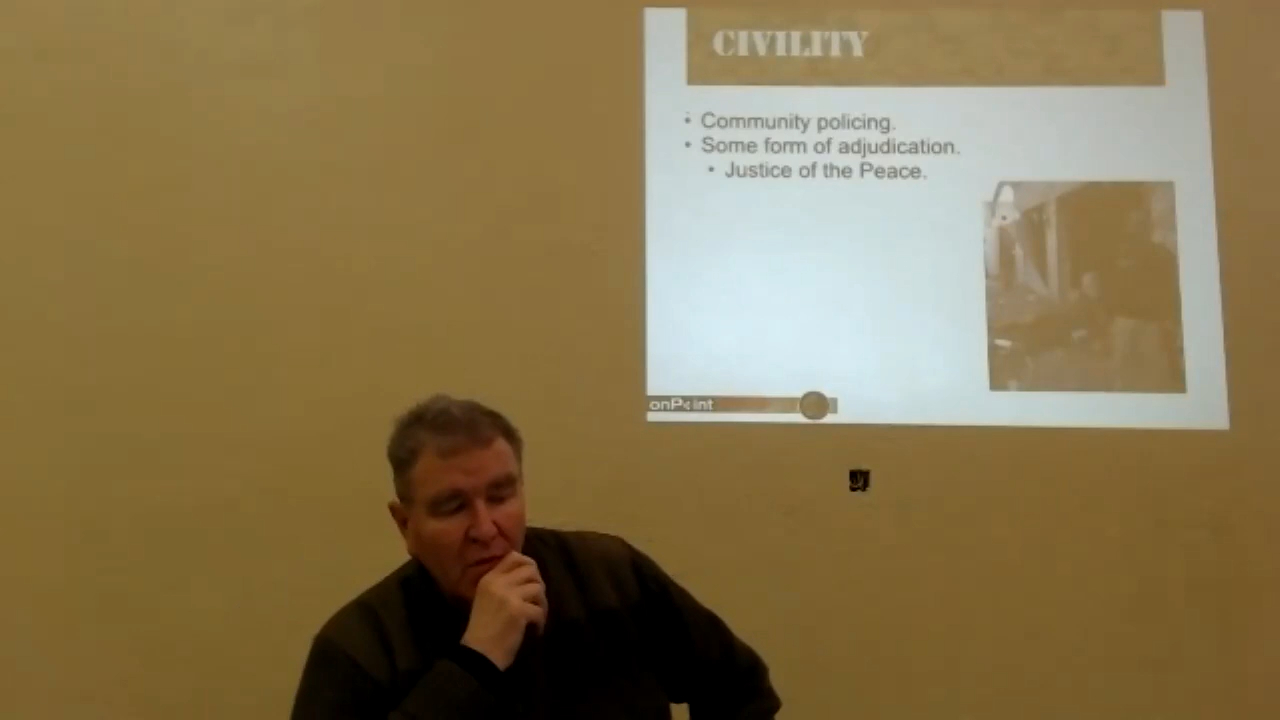 CIVILITY
Community policing.
Some form of adjudication.
Justice of the Peace.
onPoint